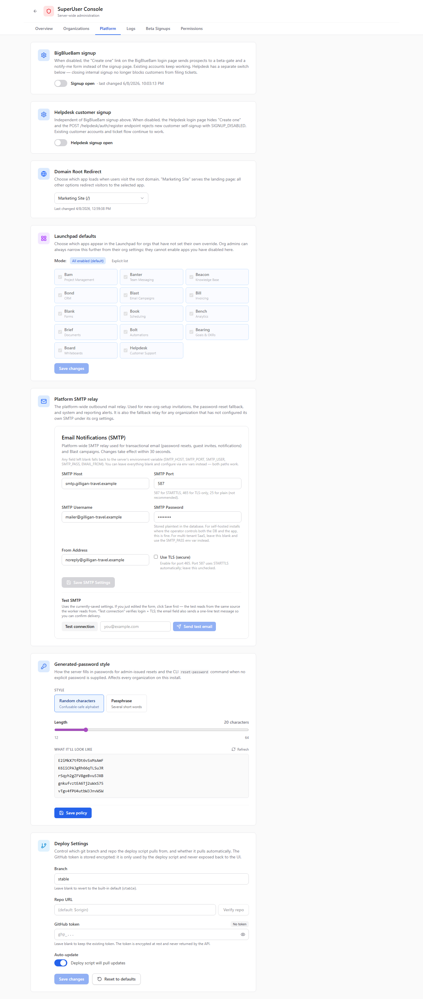 SuperUser Console
Server-wide administration
Overview
Organizations
Platform
Logs
Beta Signups
Permissions
BigBlueBam signup
When disabled, the "Create one" link on the BigBlueBam login page sends prospects to a beta-gate and a
notify-me form instead of the signup page. Existing accounts keep working. Helpdesk has a separate switch
below — closing internal signup no longer blocks customers from filing tickets.
Signup open · last changed 6/8/2026, 10:03:13 PM
Helpdesk customer signup
Independent of BigBlueBam signup above. When disabled, the Helpdesk login page hides "Create one"
and the POST /helpdesk/auth/register endpoint rejects new customer self-signup with SIGNUP_DISABLED.
Existing customer accounts and ticket flow continue to work.
Helpdesk signup open
Domain Root Redirect
Choose which app loads when users visit the root domain. "Marketing Site" serves the landing page; all
other options redirect visitors to the selected app.
Marketing Site (/)
Last changed 4/8/2026, 12:59:38 PM
Launchpad defaults
Choose which apps appear in the Launchpad for orgs that have not set their own override. Org admins can
always narrow this further from their org settings; they cannot enable apps you have disabled here.
Mode: All enabled (default) Explicit list
Bam
Project Management
Banter
Team Messaging
Beacon
Knowledge Base
Bond
CRM
Blast
Email Campaigns
Bill
Invoicing
Blank
Forms
Book
Scheduling
Bench
Analytics
Brief
Documents
Bolt
Automations
Bearing
Goals & OKRs
Board
Whiteboards
Helpdesk
Customer Support
Save changes
Platform SMTP relay
The platform-wide outbound mail relay. Used for new-org-setup invitations, the password-reset fallback,
and system and reporting alerts. It is also the fallback relay for any organization that has not configured its
own SMTP under its org settings.
Email Notifications (SMTP)
Platform-wide SMTP relay used for transactional email (password resets, guest invites, notifications)
and Blast campaigns. Changes take effect within 30 seconds.
Any field left blank falls back to the server's environment variable (SMTP_HOST, SMTP_PORT, SMTP_USER,
SMTP_PASS, EMAIL_FROM). You can leave everything blank and configure via env vars instead — both paths work.
SMTP Host
smtp.gilligan-travel.example
SMTP Port
587
587 for STARTTLS, 465 for TLS-only, 25 for plain (not
recommended).
SMTP Username
mailer@gilligan-travel.example
SMTP Password
••••••••
Stored plaintext in the database. For self-hosted installs
where the operator controls both the DB and the app,
this is fine. For multi-tenant SaaS, leave this blank and
use the SMTP_PASS env var instead.
From Address
noreply@gilligan-travel.example
Use TLS (secure)
Enable for port 465. Port 587 uses STARTTLS
automatically; leave this unchecked.
Save SMTP Settings
Test SMTP
Uses the currently-saved settings. If you just edited the form, click Save first — the test reads from the same source
the worker reads from. "Test connection" verifies login + TLS; the email field also sends a one-line test message so
you can confirm delivery.
Test connection
you@example.com
Send test email
Generated-password style
How the server fills in passwords for admin-issued resets and the CLI reset-password command when no
explicit password is supplied. Affects every organization on this install.
STYLE
Random characters
Confusable-safe alphabet
Passphrase
Several short words
Length
20 characters
12
64
WHAT IT'LL LOOK LIKE
Refresh
E2iMkX7tfDt6vSxMsAmF
K6iiCPAJgRh66qTLSuJR
rSqyh2gZFV8geBvu5JXB
gnkufvztEA6Tj2uWxS75
vTgv4fPU4utbW3JnvWSW
Save policy
Deploy Settings
Control which git branch and repo the deploy script pulls from, and whether it pulls automatically. The
GitHub token is stored encrypted; it is only used by the deploy script and never exposed back to the UI.
Branch
stable
Leave blank to revert to the built-in default (stable).
Repo URL
(default: $origin)
Verify repo
GitHub token
No token
ghp_...
Leave blank to keep the existing token. The token is encrypted at rest and never returned by the API.
Auto-update
Deploy script will pull updates
Save changes
Reset to defaults